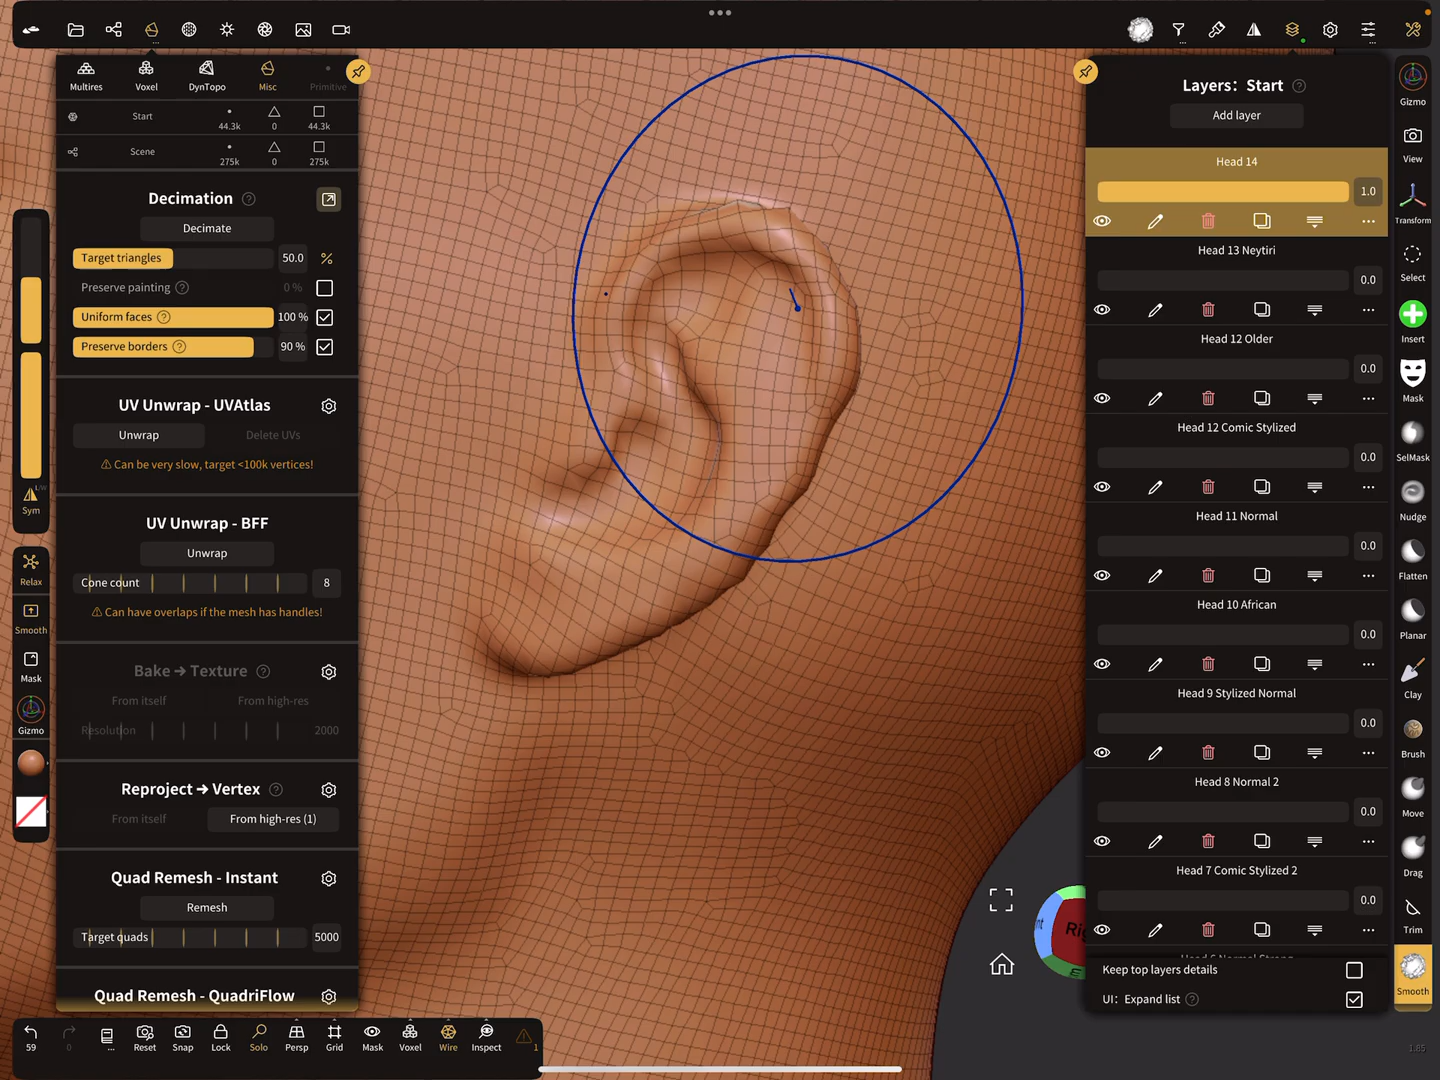 Multires
Voxel
DynTopo
Misc
Primitive
Start
44.3k
0
44.3k
Scene
275k
0
275k
Decimation ?
Decimate
Target triangles 50.0 %
Preserve painting ? 0 %
Uniform faces ? 100 %
Preserve borders ? 90 %
UV Unwrap - UVAtlas
Unwrap
Delete UVs
⚠ Can be very slow, target <100k vertices!
UV Unwrap - BFF
Unwrap
Cone count 8
⚠ Can have overlaps if the mesh has handles!
Bake → Texture ?
From itself
From high-res
Resolution 2000
Reproject → Vertex ?
From itself
From high-res (1)
Quad Remesh - Instant
Remesh
Target quads 5000
Quad Remesh - QuadriFlow
L/W
Sym
Relax
Smooth
Mask
Gizmo
59
0
...
Reset
Snap
Lock
Solo
Persp
Grid
Mask
Voxel
Wire
Inspect
1
Layers: Start ?
Add layer
Head 14
1.0
Head 13 Neytiri
0.0
Head 12 Older
0.0
Head 12 Comic Stylized
0.0
Head 11 Normal
0.0
Head 10 African
0.0
Head 9 Stylized Normal
0.0
Head 8 Normal 2
0.0
Head 7 Comic Stylized 2
0.0
Keep top layers details
UI: Expand list ?
Gizmo
View
Transform
Select
Insert
Mask
SelMask
Nudge
Flatten
Planar
Clay
Brush
Move
Drag
Trim
Smooth
1.85